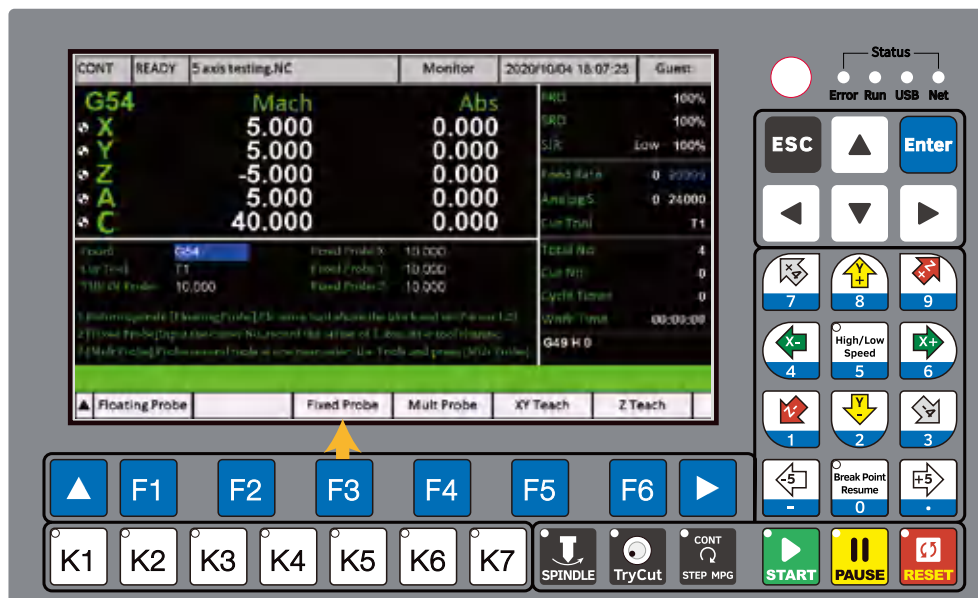 CONT READY 5 axis testing.NC Monitor 2020/10/04 18:07:25 Guest
G54 Mach Abs
X 5.000 0.000
Y 5.000 0.000
Z -5.000 0.000
A 5.000 0.000
C 40.000 0.000
FRO 100%
SRO 100%
SJR Low 100%
Feed Rate 0 99999
Analog S 0 24000
Cur Tool T1
Total No 4
Cur No 0
Cycle Times 0
Work Time 00:00:00
G49 H 0
G54 Fixed Probe X 10.000
Cur Tool T1 Fixed Probe Y 10.000
10.000 Fixed Probe Z 10.000
Floating Probe Fixed Probe Mult Probe XY Teach Z Teach
F1 F2 F3 F4 F5 F6
K1 K2 K3 K4 K5 K6 K7
SPINDLE TryCut CONT STEP MPG
Status
Error Run USB Net
ESC Enter
X4 Y+ X+Z
7 8 9
X- High/Low Speed X+
4 5 6
Z- Y- 4
1 2 3
-5 Break Point Resume +5
- 0 .
START PAUSE RESET